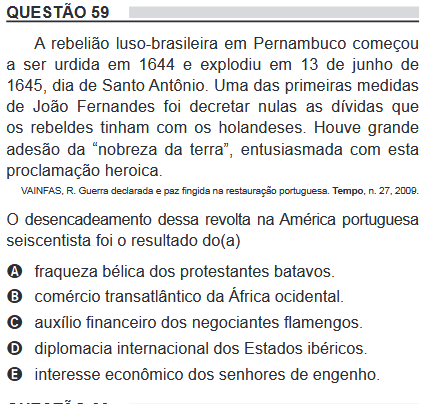 QUESTÃO 59
A rebelião luso-brasileira em Pernambuco começou
a ser urdida em 1644 e explodiu em 13 de junho de
1645, dia de Santo Antônio. Uma das primeiras medidas
de João Fernandes foi decretar nulas as dívidas que
os rebeldes tinham com os holandeses. Houve grande
adesão da “nobreza da terra”, entusiasmada com esta
proclamação heroica.
VAINFAS, R. Guerra declarada e paz fingida na restauração portuguesa. Tempo, n. 27, 2009.
O desencadeamento dessa revolta na América portuguesa
seiscentista foi o resultado do(a)
A fraqueza bélica dos protestantes batavos.
B comércio transatlântico da África ocidental.
C auxílio financeiro dos negociantes flamengos.
D diplomacia internacional dos Estados ibéricos.
E interesse econômico dos senhores de engenho.